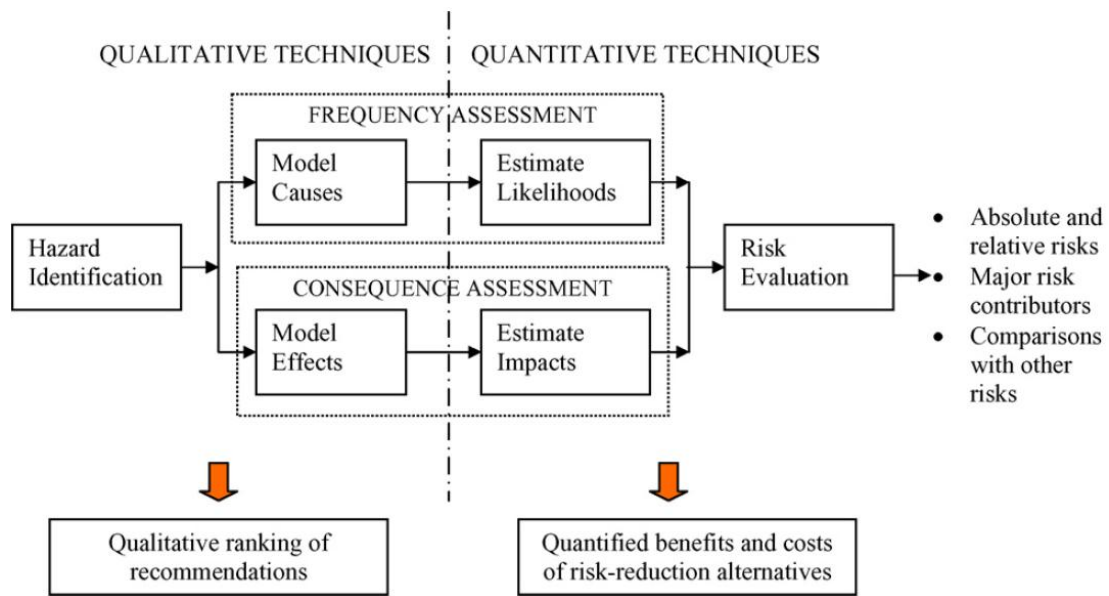 QUALITATIVE TECHNIQUES
QUANTITATIVE TECHNIQUES
FREQUENCY ASSESSMENT
Model
Causes
Estimate
Likelihoods
Hazard
Identification
CONSEQUENCE ASSESSMENT
Model
Effects
Estimate
Impacts
Risk
Evaluation
• Absolute and
relative risks
• Major risk
contributors
• Comparisons
with other
risks
Qualitative ranking of
recommendations
Quantified benefits and costs
of risk-reduction alternatives